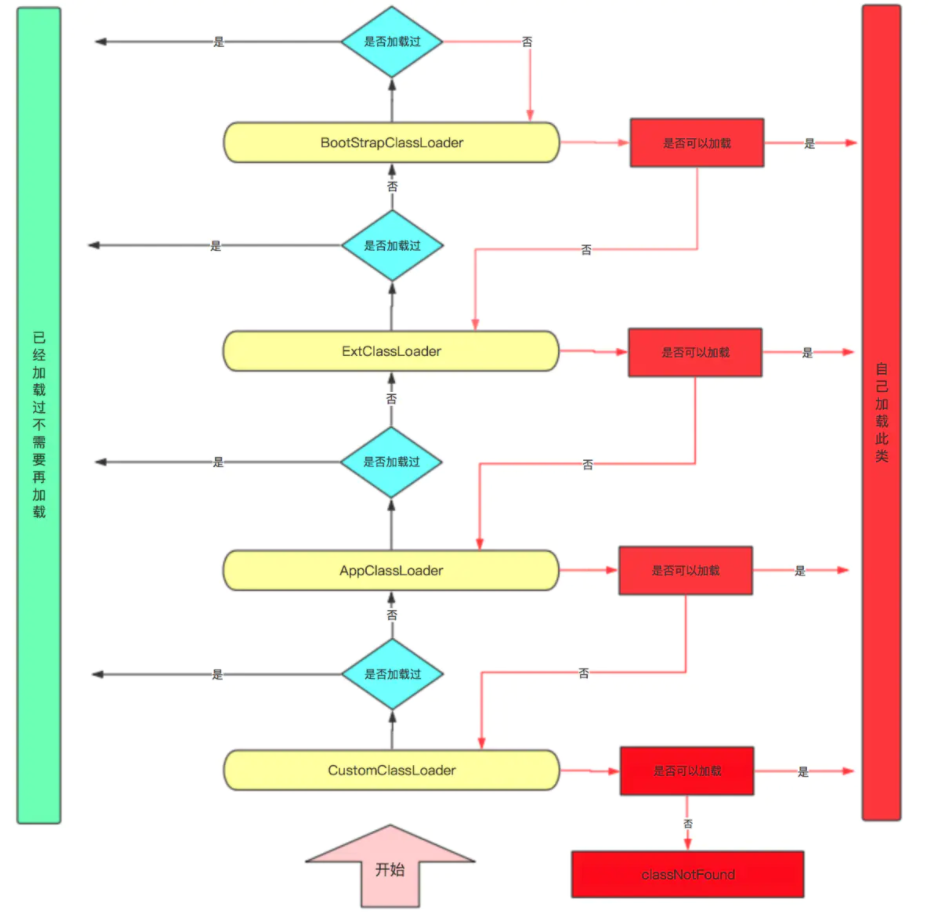 是否加载过
是
否
BootStrapClassLoader
是否可以加载
是
否
是否加载过
是
否
ExtClassLoader
是否可以加载
是
否
是否加载过
是
否
AppClassLoader
是否可以加载
是
否
是否加载过
是
否
CustomClassLoader
是否可以加载
是
否
classNotFound
开始
已经加载过不需要再加载
自己加载此类